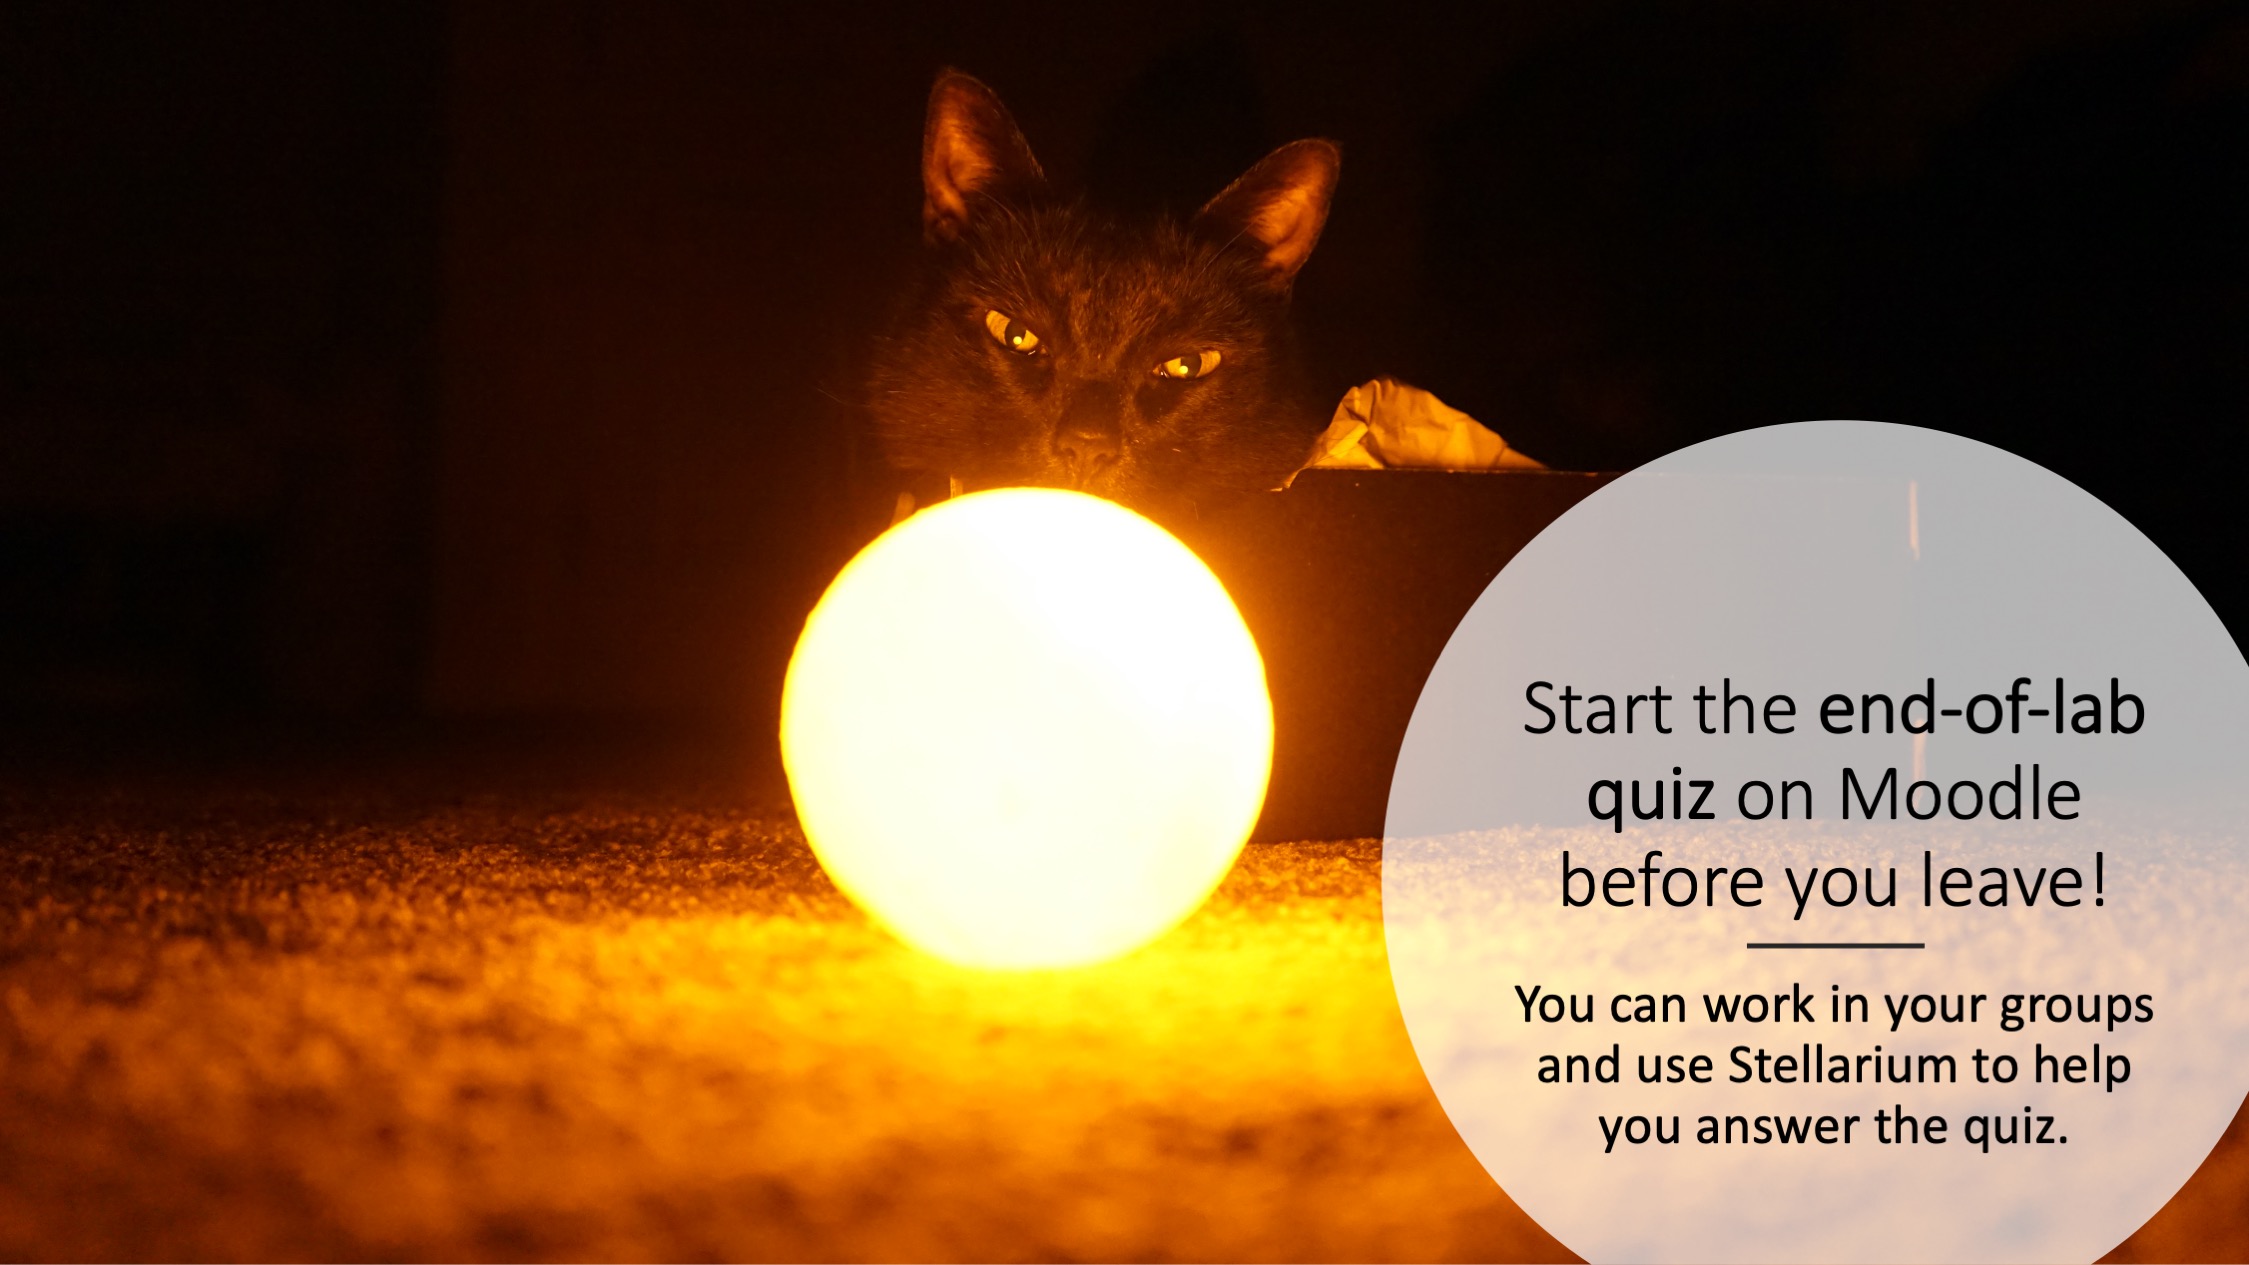 Start the end-of-lab
quiz on Moodle
before you leave!
You can work in your groups
and use Stellarium to help
you answer the quiz.